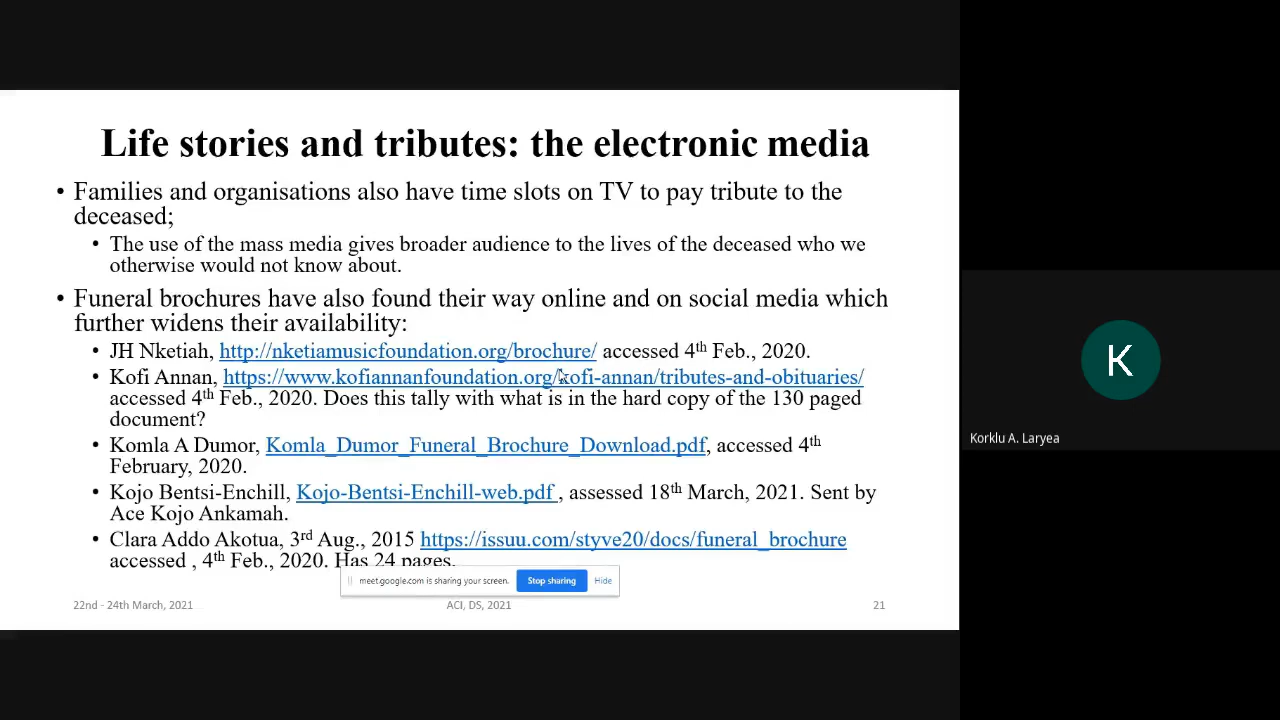 Life stories and tributes: the electronic media
• Families and organisations also have time slots on TV to pay tribute to the
deceased;
• The use of the mass media gives broader audience to the lives of the deceased who we
otherwise would not know about.
• Funeral brochures have also found their way online and on social media which
further widens their availability:
• JH Nketiah, http://nketiamusicfoundation.org/brochure/ accessed 4th Feb., 2020.
• Kofi Annan, https://www.kofiannanfoundation.org/kofi-annan/tributes-and-obituaries/
accessed 4th Feb., 2020. Does this tally with what is in the hard copy of the 130 paged
document?
• Komla A Dumor, Komla_Dumor_Funeral_Brochure_Download.pdf, accessed 4th
February, 2020.
• Kojo Bentsi-Enchill, Kojo-Bentsi-Enchill-web.pdf , assessed 18th March, 2021. Sent by
Ace Kojo Ankamah.
• Clara Addo Akotua, 3rd Aug., 2015 https://issuu.com/styve20/docs/funeral_brochure
accessed , 4th Feb., 2020. Has 24 pages.
meet.google.com is sharing your screen. Stop sharing Hide
22nd - 24th March, 2021 ACI, DS, 2021 21
K
Korklu A. Laryea